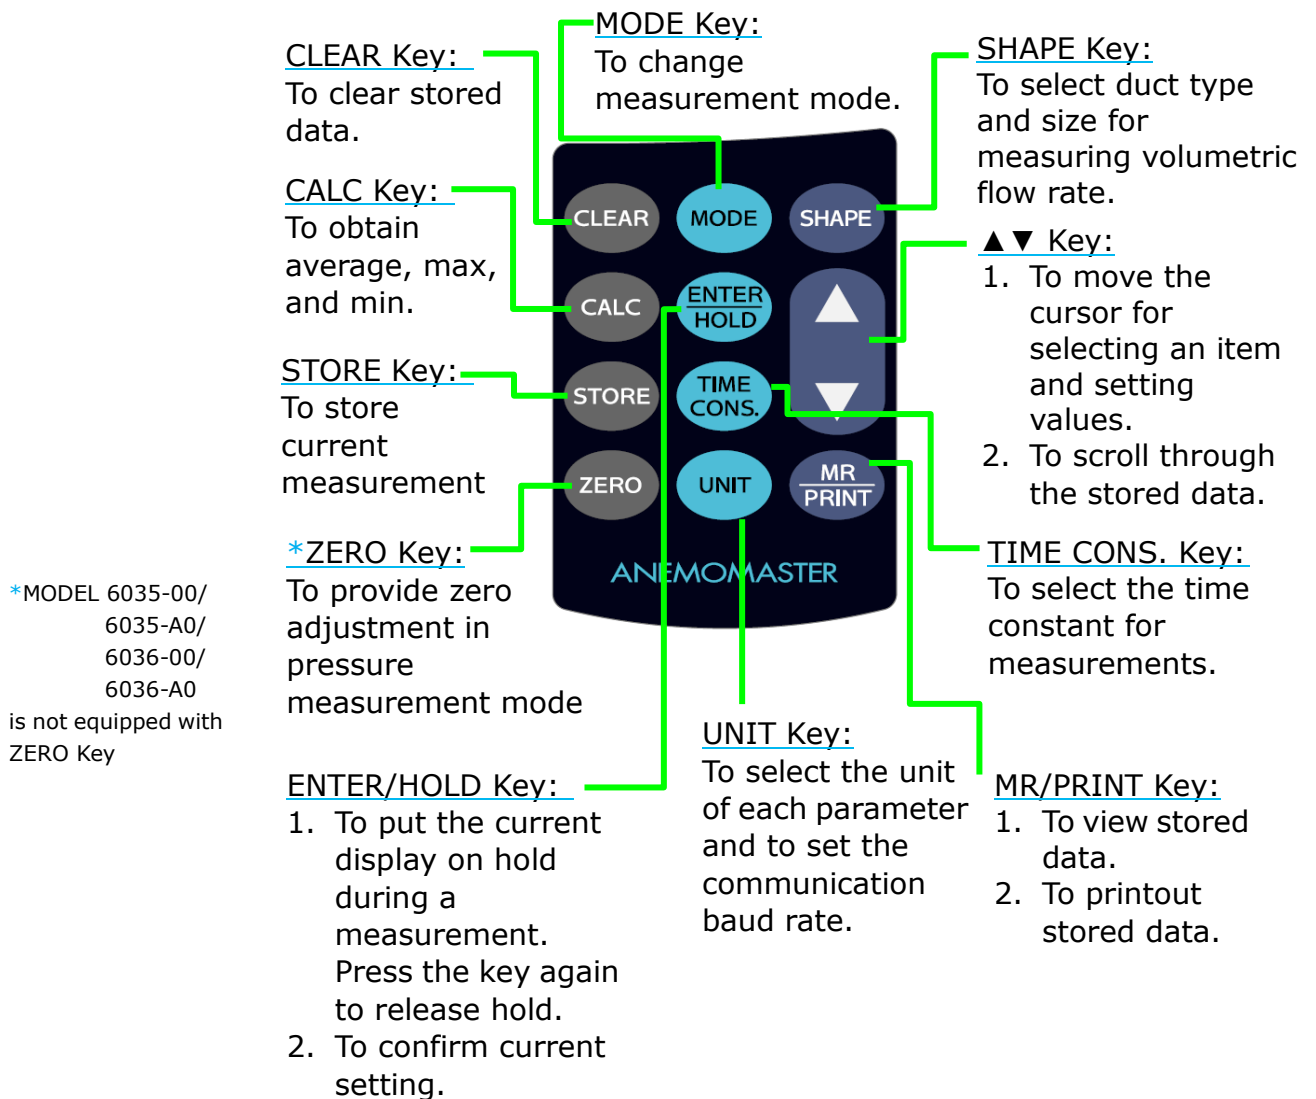 MODE Key:
To change
measurement mode.
CLEAR Key:
To clear stored
data.
SHAPE Key:
To select duct type
and size for
measuring volumetric
flow rate.
CALC Key:
To obtain
average, max,
and min.
▲▼ Key:
1. To move the
cursor for
selecting an item
and setting
values.
2. To scroll through
the stored data.
STORE Key:
To store
current
measurement
CLEAR
MODE
SHAPE
CALC
ENTER
HOLD
▲
STORE
TIME
CONS.
▼
ZERO
UNIT
MR
PRINT
ANEMOMASTER
*ZERO Key:
To provide zero
adjustment in
pressure
measurement mode
*MODEL 6035-00/
6035-A0/
6036-00/
6036-A0
is not equipped with
ZERO Key
TIME CONS. Key:
To select the time
constant for
measurements.
ENTER/HOLD Key:
1. To put the current
display on hold
during a
measurement.
Press the key again
to release hold.
2. To confirm current
setting.
UNIT Key:
To select the unit
of each parameter
and to set the
communication
baud rate.
MR/PRINT Key:
1. To view stored
data.
2. To printout
stored data.